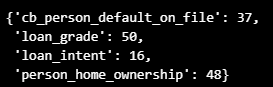 {'cb_person_default_on_file': 37,
 'loan_grade': 50,
 'loan_intent': 16,
 'person_home_ownership': 48}